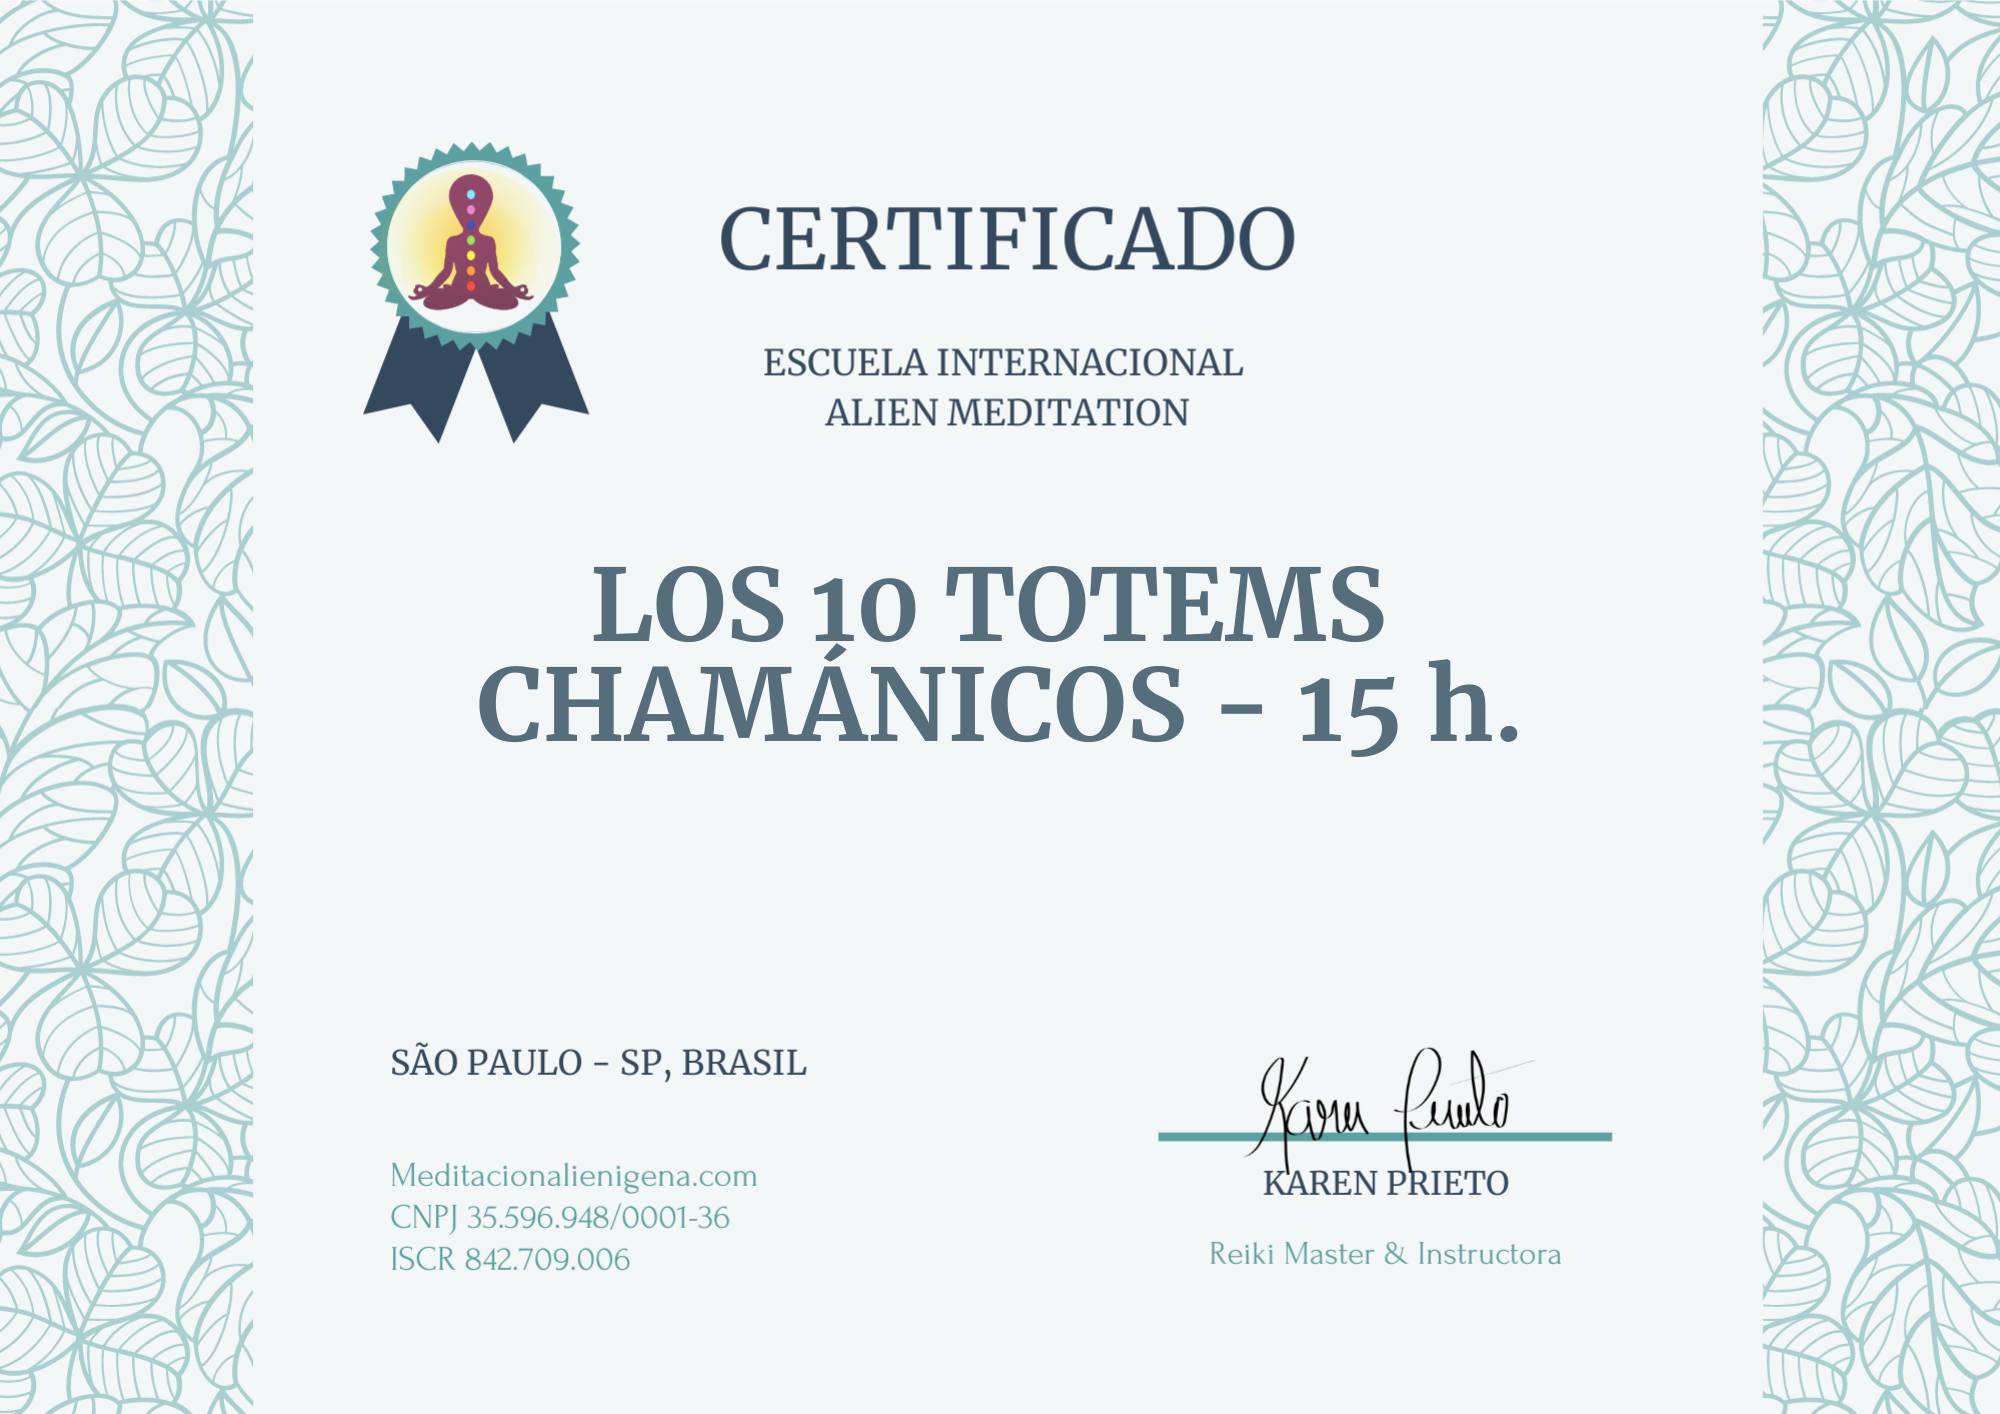 CERTIFICADO
ESCUELA INTERNACIONAL
ALIEN MEDITATION
LOS 10 TOTEMS
CHAMÁNICOS - 15 h.
SÃO PAULO - SP, BRASIL
Meditacionalienigena.com
CNPJ 35.596.948/0001-36
ISCR 842.709.006
Karen Prieto
KAREN PRIETO
Reiki Master & Instructora